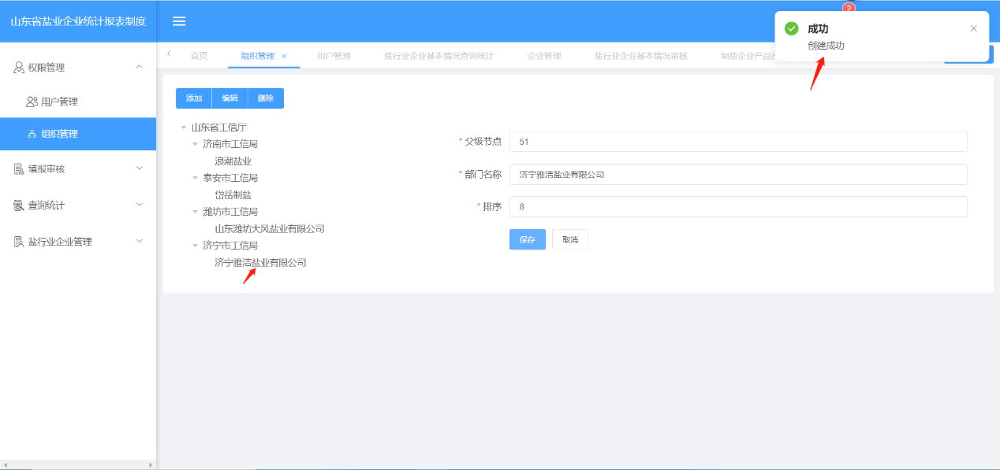 山东省盐业企业统计报表制度
2
成功
创建成功
首页
组织管理
用户管理
盐行业企业基本情况查询统计
企业管理
盐行业企业基本情况审核
制盐企业产品
权限管理
用户管理
组织管理
填报审核
查询统计
盐行业企业管理
添加
编辑
删除
山东省工信厅
济南市工信局
浪潮盐业
泰安市工信局
岱岳制盐
潍坊市工信局
山东潍坊大风盐业有限公司
济宁市工信局
济宁雅洁盐业有限公司
* 父级节点 51
* 部门名称 济宁雅洁盐业有限公司
* 排序 8
保存
取消